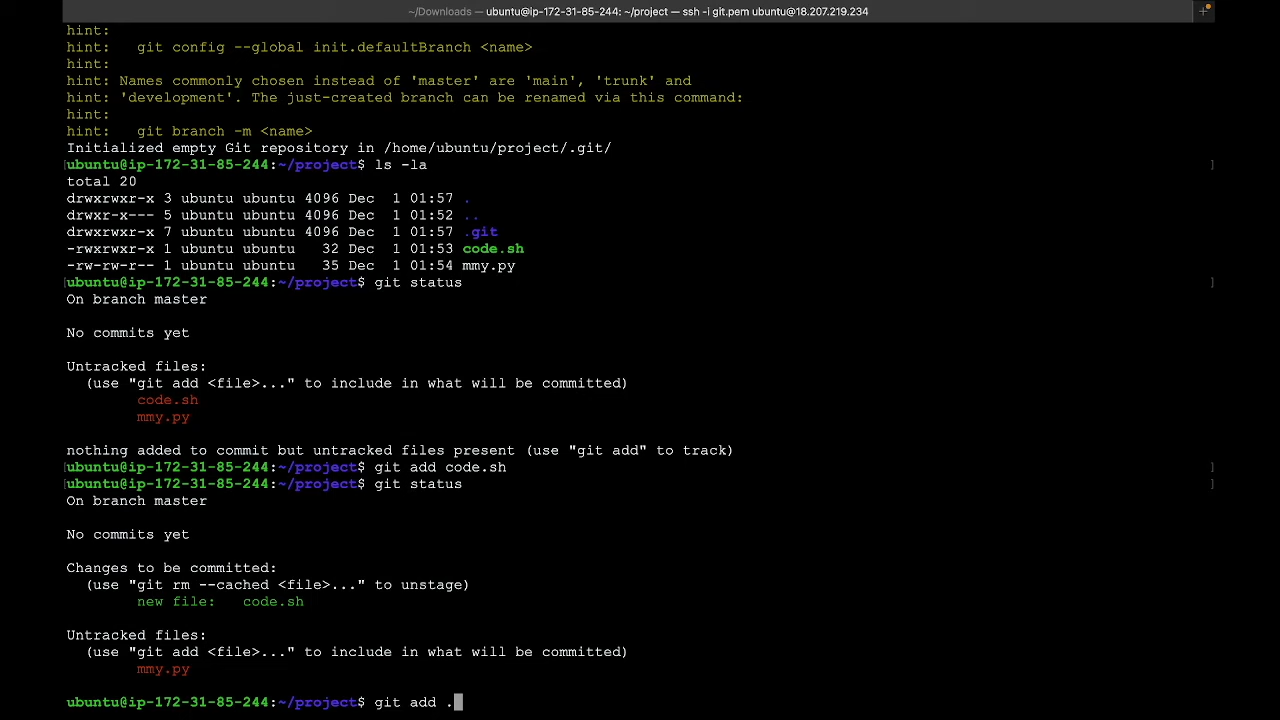 ~/Downloads — ubuntu@ip-172-31-85-244: ~/project — ssh -i git.pem ubuntu@18.207.219.234
hint:
hint:   git config --global init.defaultBranch <name>
hint:
hint: Names commonly chosen instead of 'master' are 'main', 'trunk' and
hint: 'development'. The just-created branch can be renamed via this command:
hint:
hint:   git branch -m <name>
Initialized empty Git repository in /home/ubuntu/project/.git/
ubuntu@ip-172-31-85-244:~/project$ ls -la
total 20
drwxrwxr-x 3 ubuntu ubuntu 4096 Dec  1 01:57 .
drwxr-x--- 5 ubuntu ubuntu 4096 Dec  1 01:52 ..
drwxrwxr-x 7 ubuntu ubuntu 4096 Dec  1 01:57 .git
-rwxrwxr-x 1 ubuntu ubuntu   32 Dec  1 01:53 code.sh
-rw-rw-r-- 1 ubuntu ubuntu   35 Dec  1 01:54 mmy.py
ubuntu@ip-172-31-85-244:~/project$ git status
On branch master

No commits yet

Untracked files:
  (use "git add <file>..." to include in what will be committed)
        code.sh
        mmy.py

nothing added to commit but untracked files present (use "git add" to track)
ubuntu@ip-172-31-85-244:~/project$ git add code.sh
ubuntu@ip-172-31-85-244:~/project$ git status
On branch master

No commits yet

Changes to be committed:
  (use "git rm --cached <file>..." to unstage)
        new file:   code.sh

Untracked files:
  (use "git add <file>..." to include in what will be committed)
        mmy.py

ubuntu@ip-172-31-85-244:~/project$ git add .